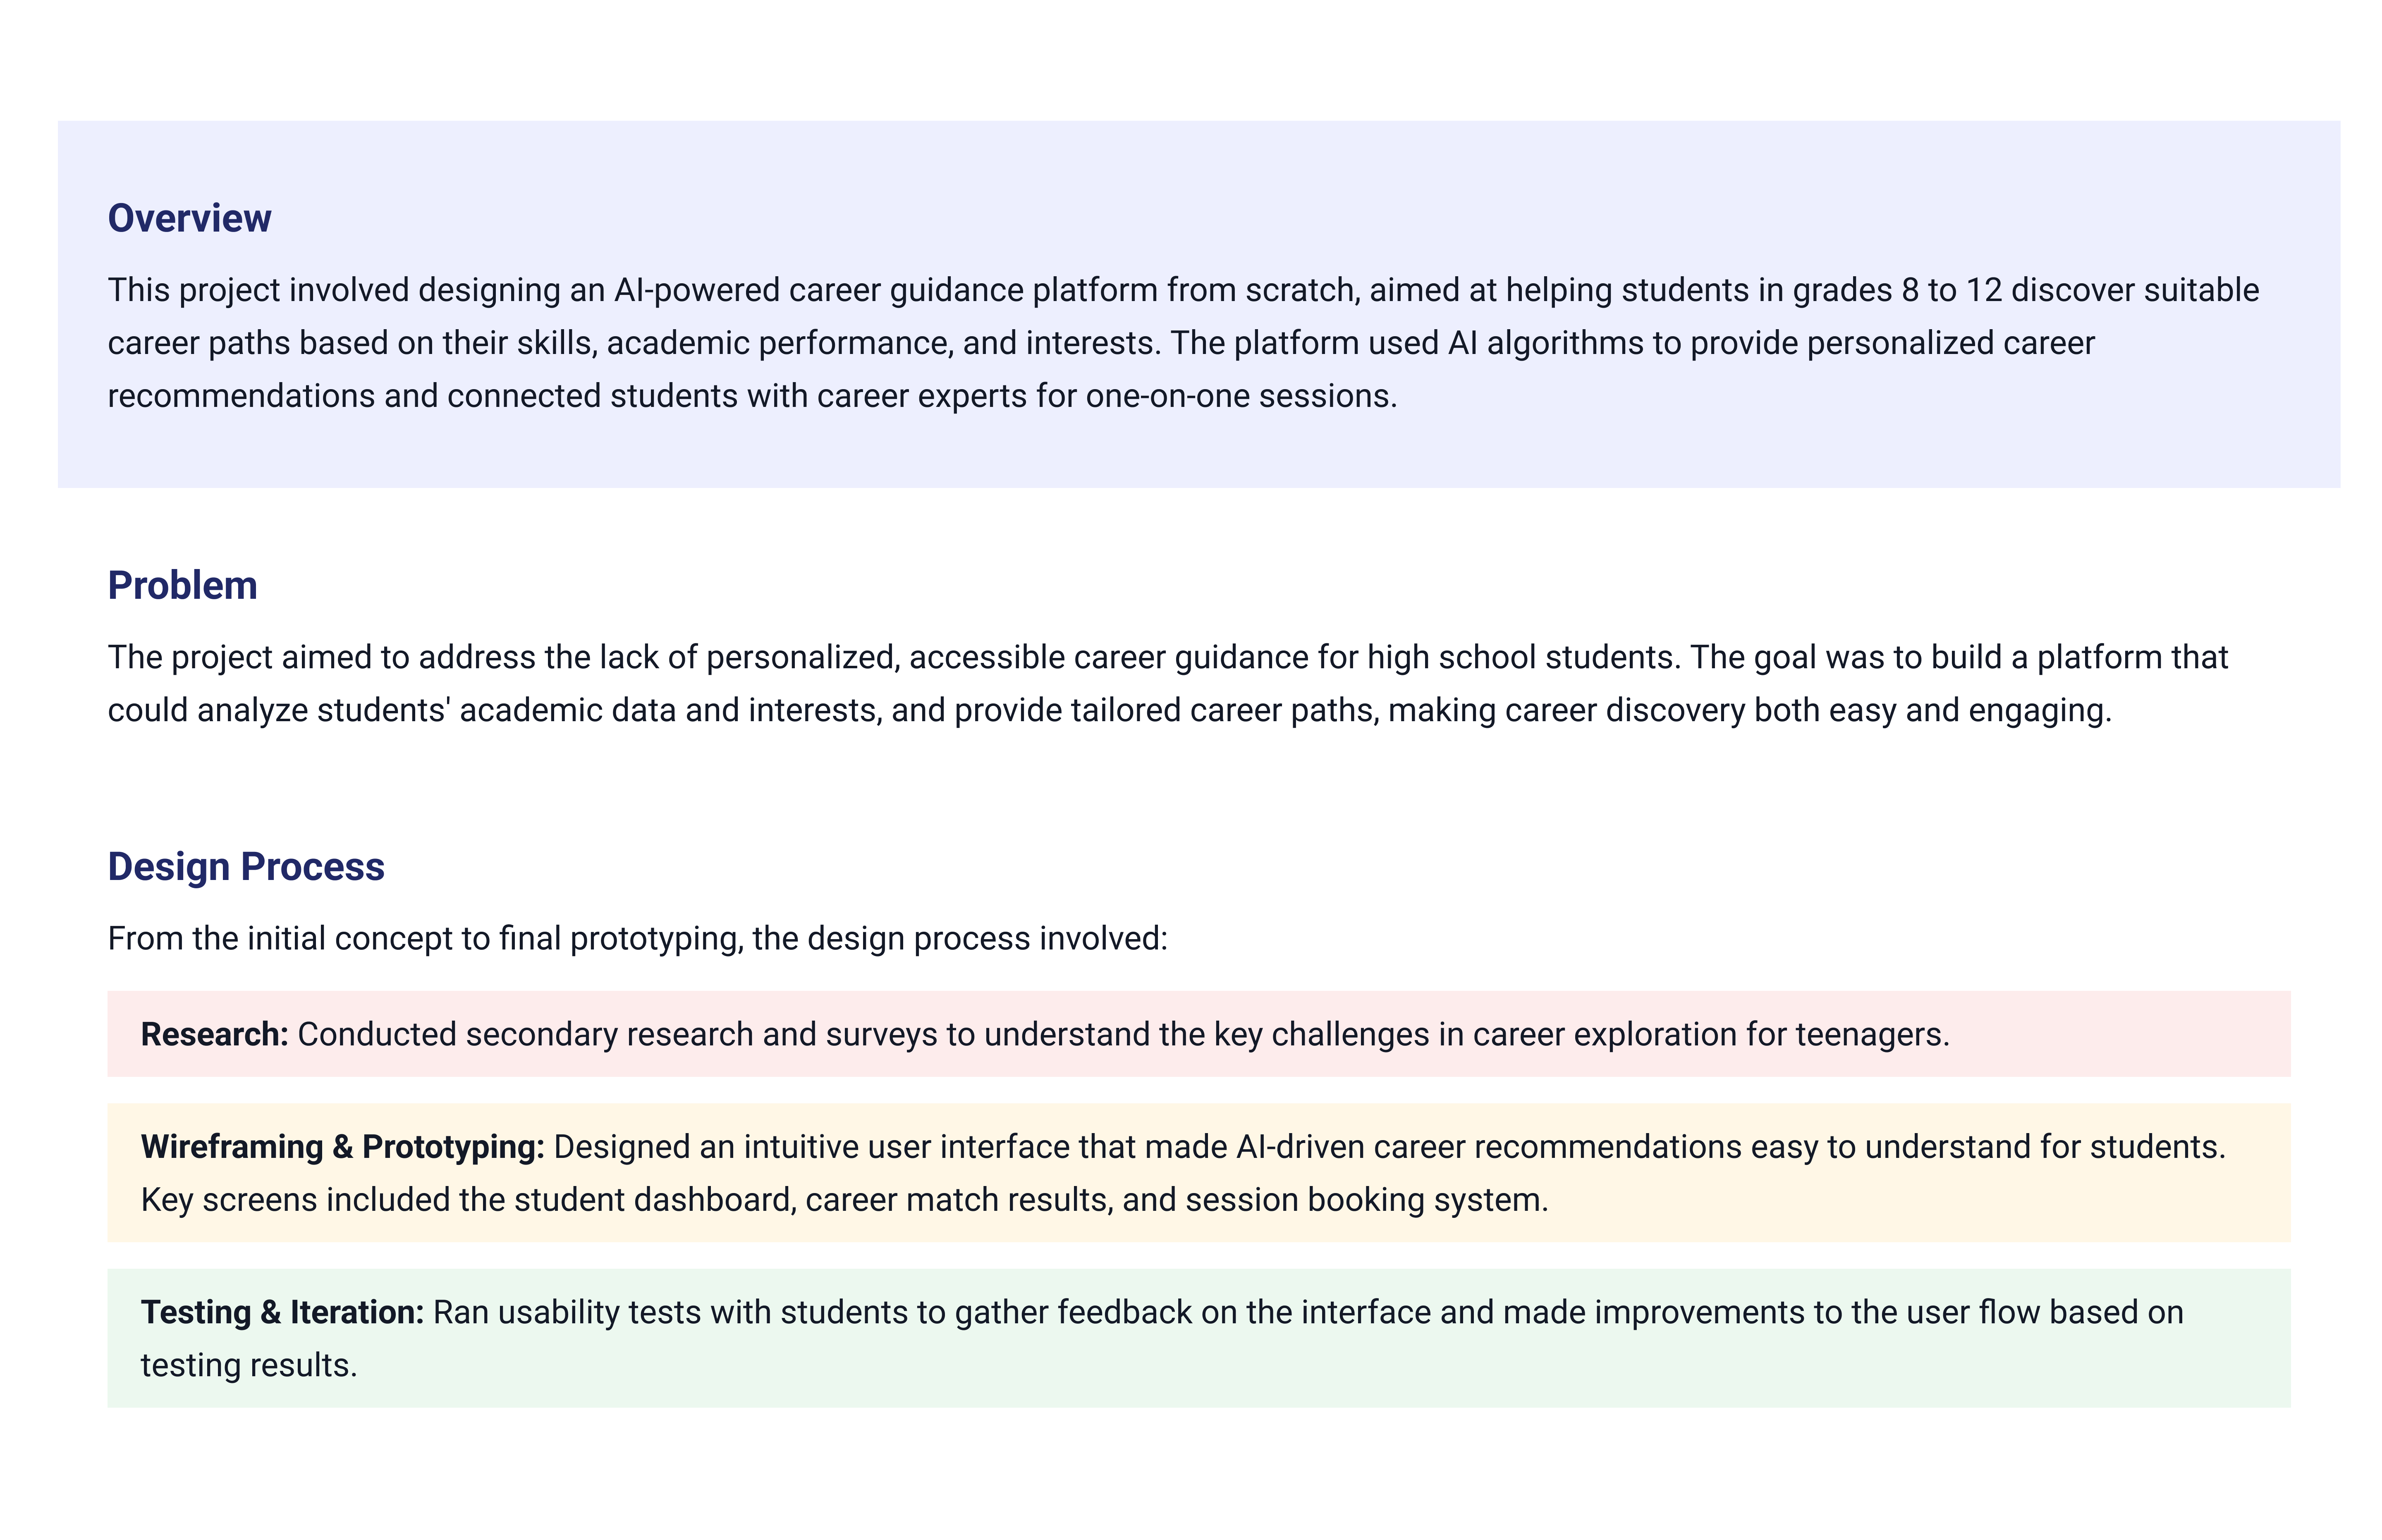 Overview
This project involved designing an AI-powered career guidance platform from scratch, aimed at helping students in grades 8 to 12 discover suitable
career paths based on their skills, academic performance, and interests. The platform used AI algorithms to provide personalized career
recommendations and connected students with career experts for one-on-one sessions.
Problem
The project aimed to address the lack of personalized, accessible career guidance for high school students. The goal was to build a platform that
could analyze students' academic data and interests, and provide tailored career paths, making career discovery both easy and engaging.
Design Process
From the initial concept to final prototyping, the design process involved:
Research: Conducted secondary research and surveys to understand the key challenges in career exploration for teenagers.
Wireframing & Prototyping: Designed an intuitive user interface that made AI-driven career recommendations easy to understand for students.
Key screens included the student dashboard, career match results, and session booking system.
Testing & Iteration: Ran usability tests with students to gather feedback on the interface and made improvements to the user flow based on
testing results.